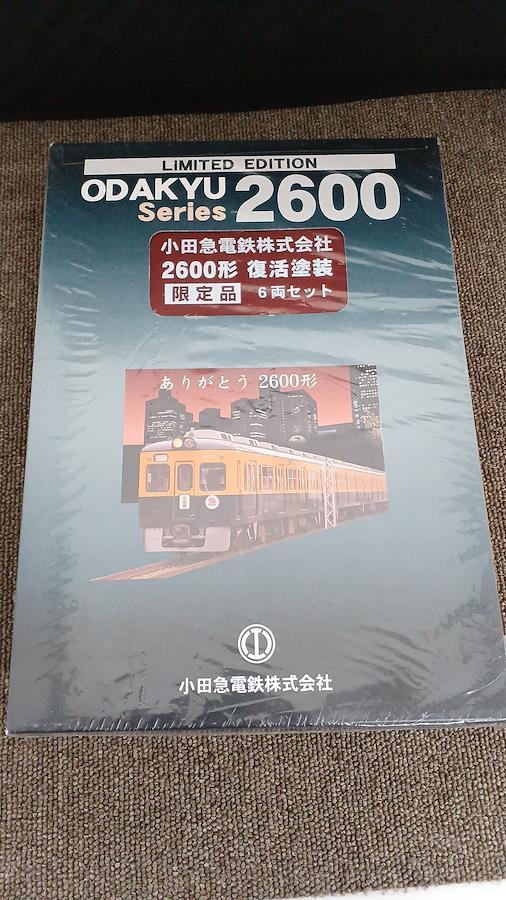 LiMITED EDITION
ODAKYU
Series 2600
小田急電鉄株式会社
2600形 復活塗装
限定品 6両セット
ありがとう 2600形
小田急電鉄株式会社